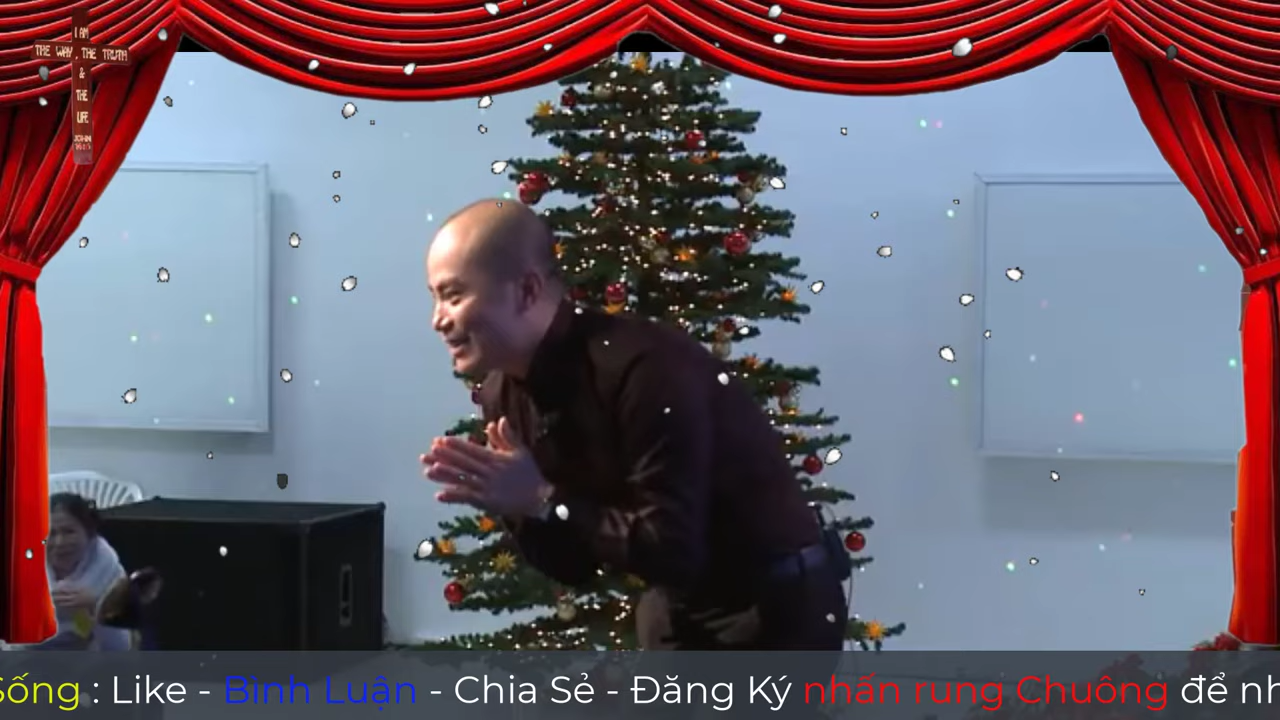 I AM
THE WAY, THE TRUTH
&
THE
LIFE
JOHN
Sống : Like - Bình Luận - Chia Sẻ - Đăng Ký nhấn rung Chuông để nh